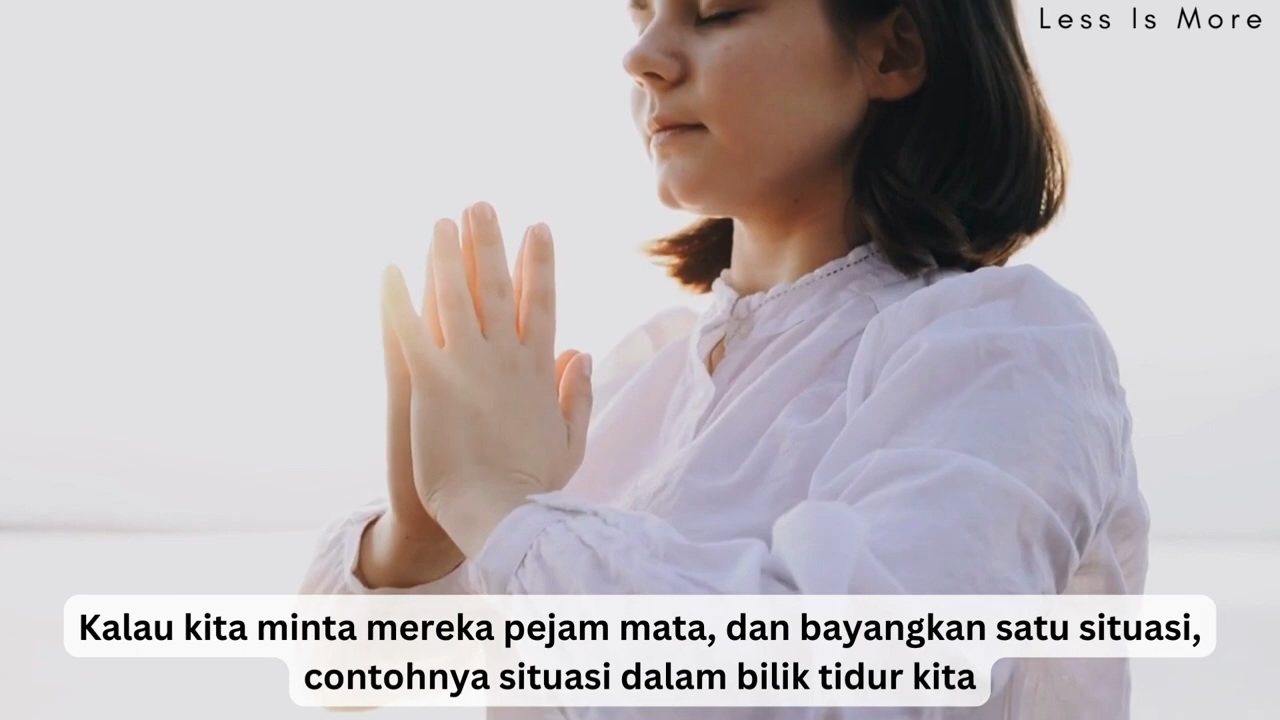 Less Is More
Kalau kita minta mereka pejam mata, dan bayangkan satu situasi,
contohnya situasi dalam bilik tidur kita